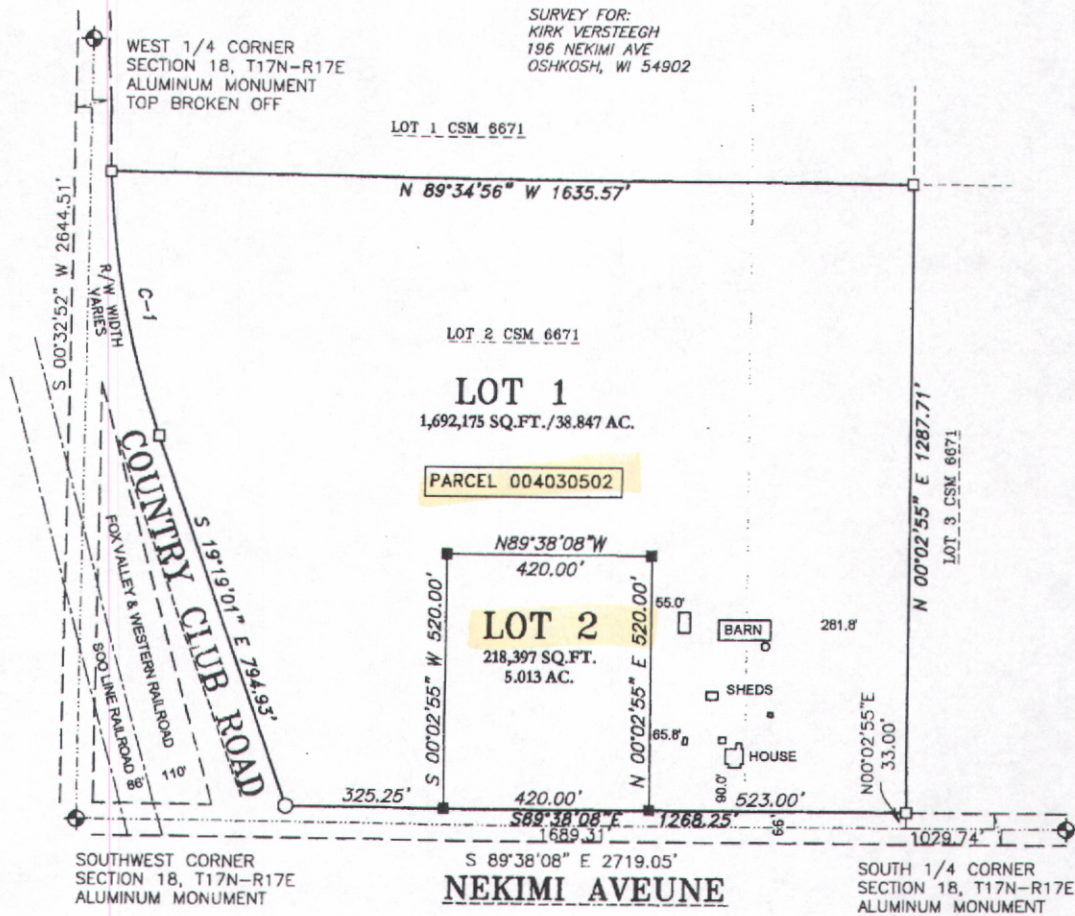 SURVEY FOR:
KIRK VERSTEEGH
196 NEKIMI AVE
OSHKOSH, WI 54902
WEST 1/4 CORNER
SECTION 18, T17N-R17E
ALUMINUM MONUMENT
TOP BROKEN OFF
LOT 1 CSM 6671
N 89°34'56" W 1635.57'
S 00°32'52" W 2644.51'
R/W WIDTH
VARIES
C-1
LOT 2 CSM 6671
LOT 1
1,692,175 SQ.FT./38.847 AC.
PARCEL 004030502
N 00°02'55" E 1287.71'
LOT 3 CSM 6671
COUNTRY CLUB ROAD
S 19°19'01" E 794.93'
FOX VALLEY & WESTERN RAILROAD
110'
SOO LINE RAILROAD
66'
N89°38'08"W
420.00'
S 00°02'55" W 520.00'
N 00°02'55" E 520.00'
LOT 2
218,397 SQ.FT.
5.013 AC.
55.0'
BARN
281.8'
SHEDS
65.8'
HOUSE
90.0'
N00°02'55"E
33.00'
325.25'
420.00'
523.00'
S89°38'08"E 1268.25'
66'
1689.31
1029.74'
S 89°38'08" E 2719.05'
NEKIMI AVEUNE
SOUTHWEST CORNER
SECTION 18, T17N-R17E
ALUMINUM MONUMENT
SOUTH 1/4 CORNER
SECTION 18, T17N-R17E
ALUMINUM MONUMENT